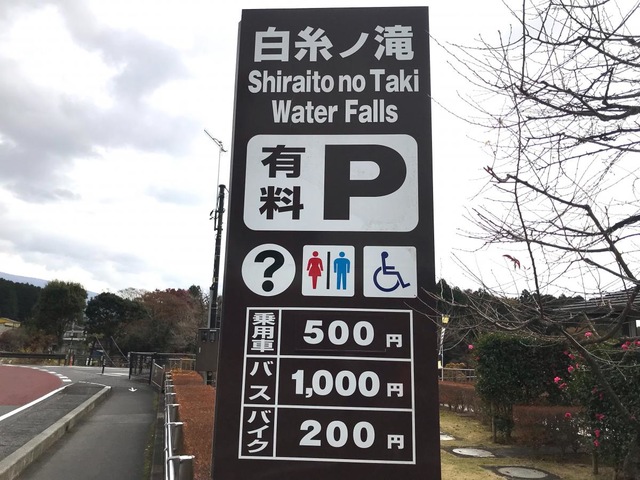 白糸ノ滝
Shiraito no Taki
Water Falls
有料 P
?
乗用車 500円
バス 1,000円
バイク 200円